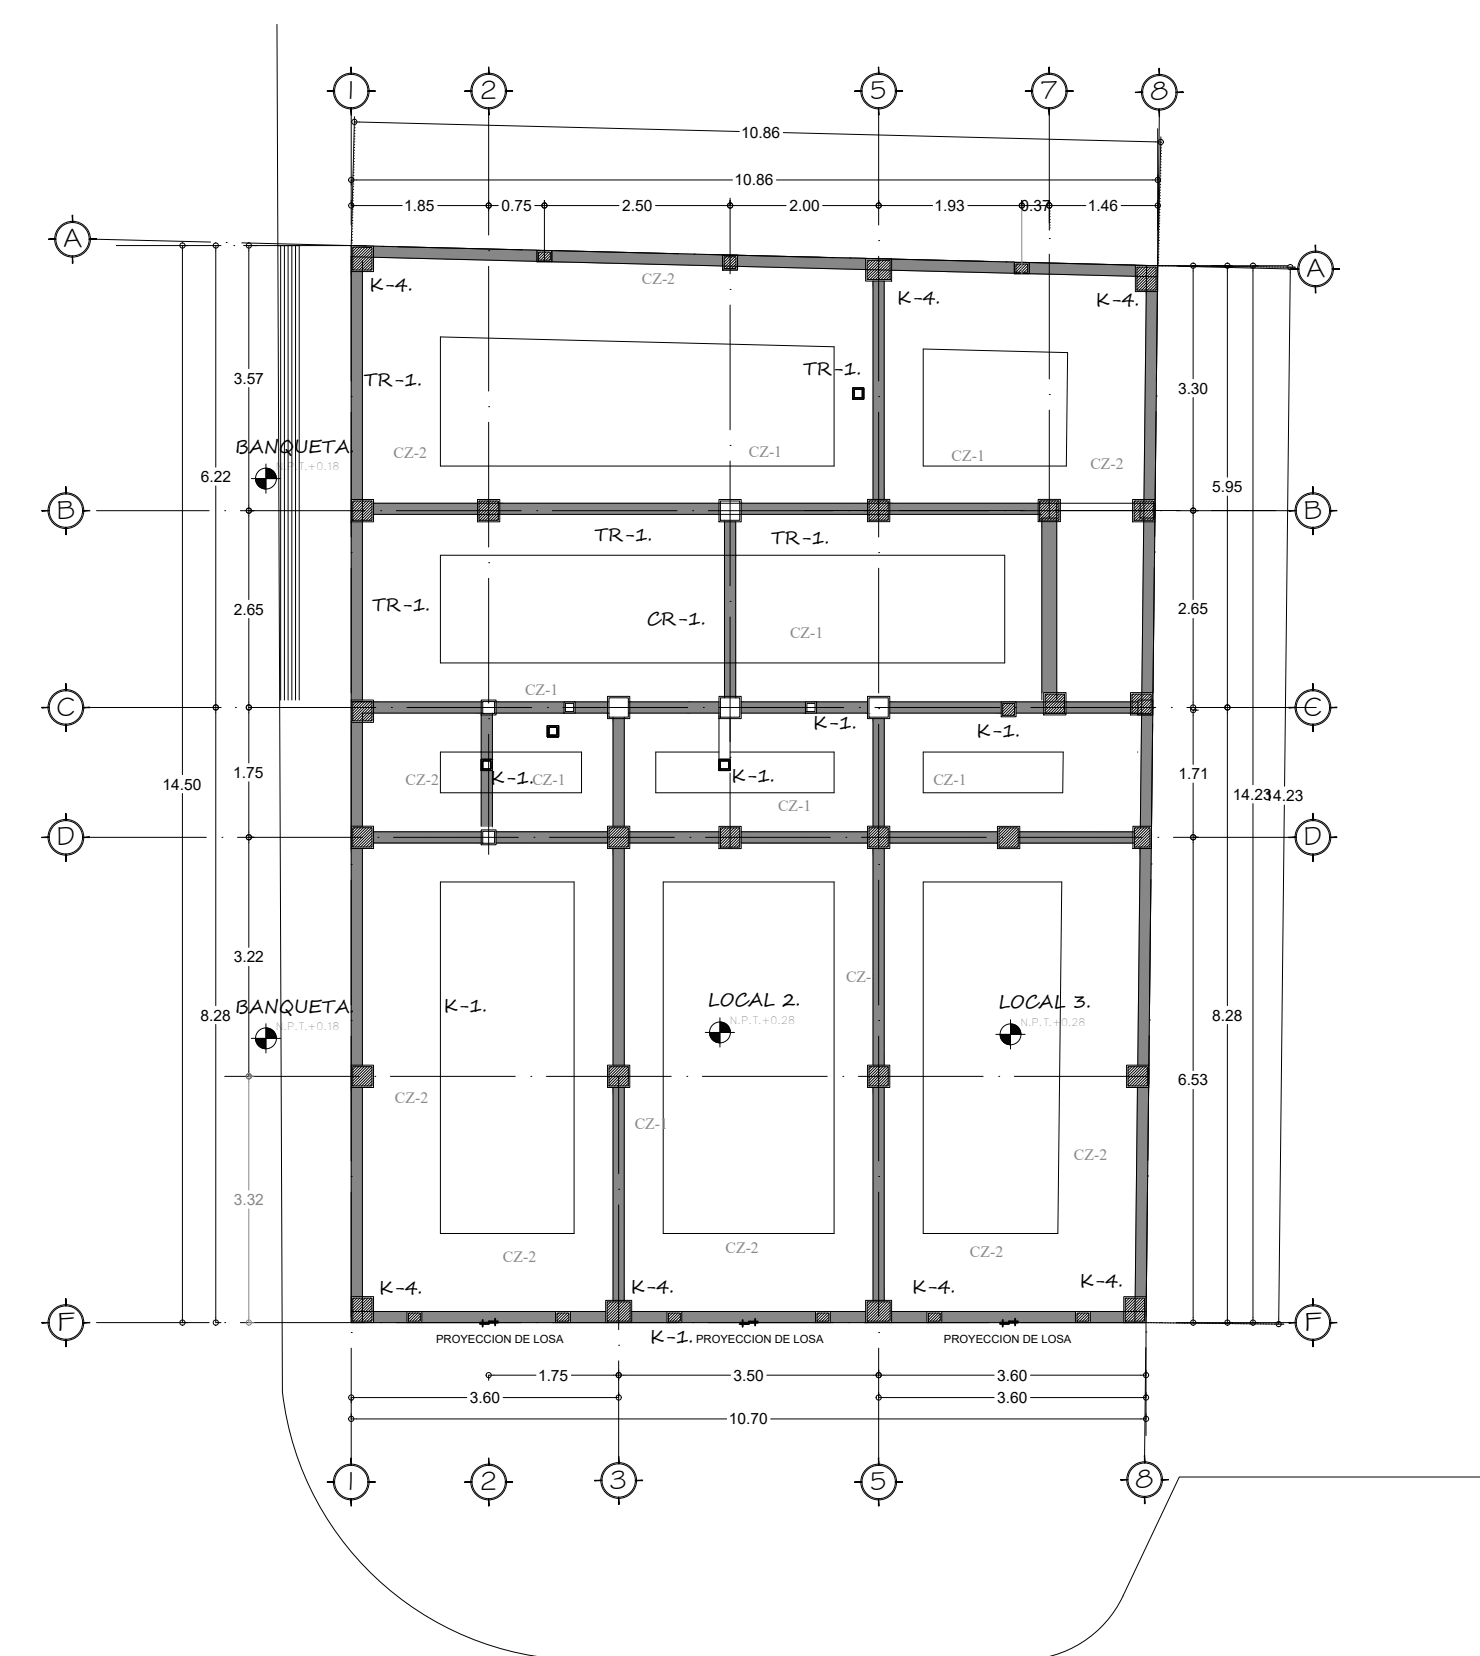 1 2 5 7 8
10.86
10.86
1.85 0.75 2.50 2.00 1.93 0.37 1.46
A
A
CZ-2
K-4. K-4. K-4.
3.57
TR-1. TR-1.
3.30
BANQUETA.
CZ-2 CZ-1 CZ-1 CZ-2
N.P.T.+0.18
6.22
5.95
B
B
TR-1. TR-1.
2.65
TR-1. CR-1.
2.65
CZ-1
CZ-1
C
C
K-1. K-1.
1.75
1.71
14.50
CZ-2 K-1. CZ-1 K-1. CZ-1
14.23 14.23
CZ-1
D
D
3.22
CZ-
BANQUETA. K-1. LOCAL 2. LOCAL 3.
8.28
8.28
N.P.T.+0.18 N.P.T.+0.28 N.P.T.+0.28
6.53
CZ-2
CZ-1
CZ-2
3.32
CZ-2 CZ-2 CZ-2
K-4. K-4. K-4. K-4.
F
F
PROYECCION DE LOSA K-1. PROYECCION DE LOSA PROYECCION DE LOSA
1.75 3.50 3.60
3.60 3.60
10.70
1 2 3 5 8